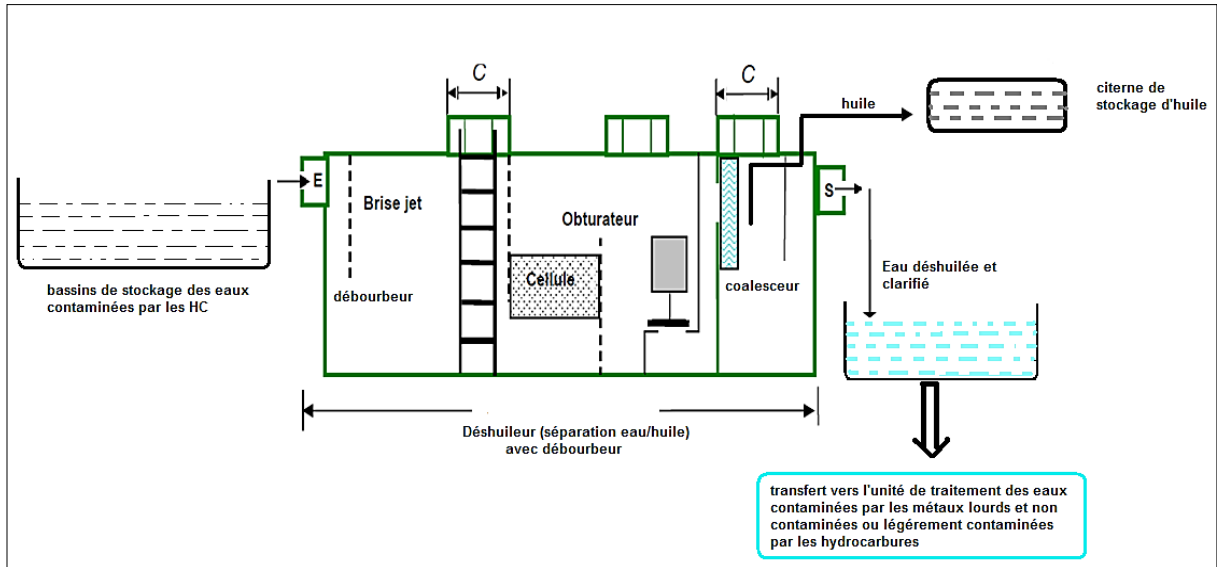 C
C
huile
citerne de
stockage d'huile
E
Brise jet
Obturateur
S
Cellule
débourbeur
coalesceur
bassins de stockage des eaux
contaminées par les HC
Eau déshuilée et
clarifié
Déshuileur (séparation eau/huile)
avec débourbeur
transfert vers l'unité de traitement des eaux
contaminées par les métaux lourds et non
contaminées ou légérement contaminées
par les hydrocarbures